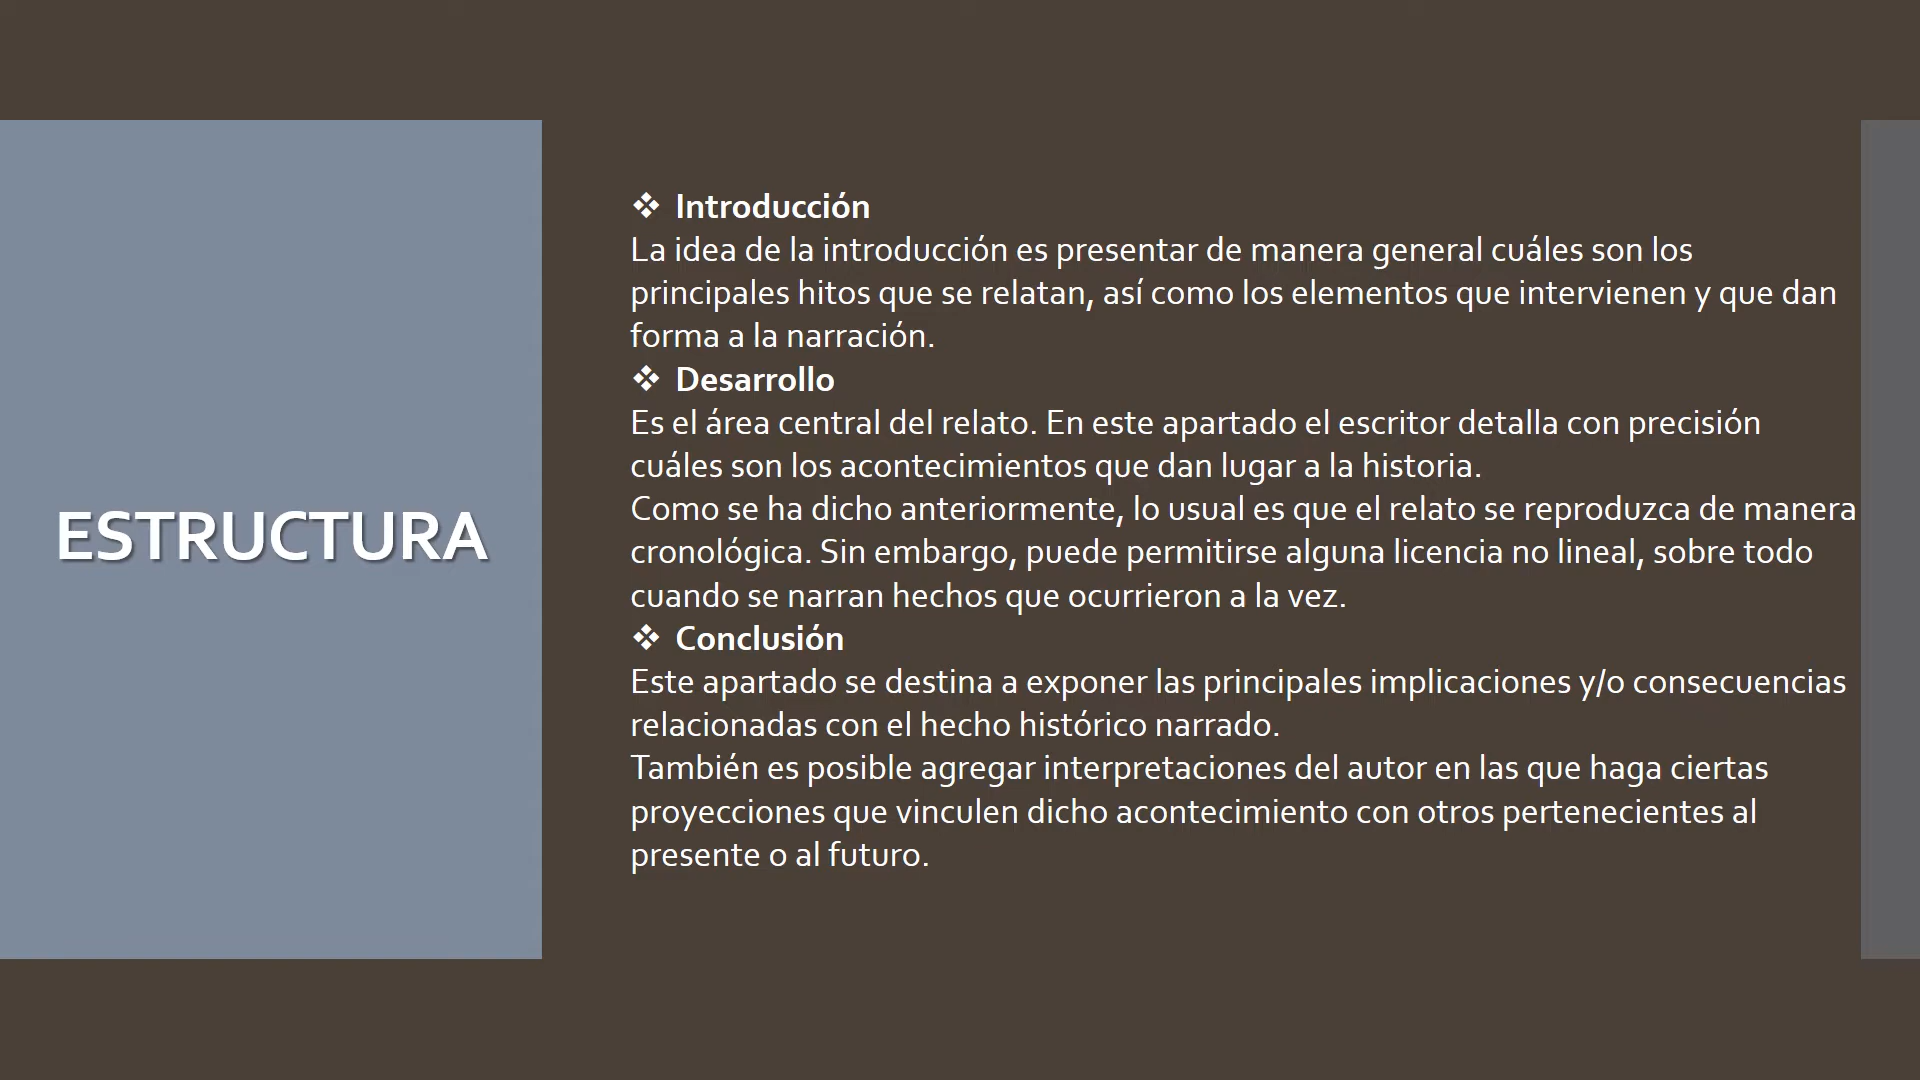 ESTRUCTURA
❖ Introducción
La idea de la introducción es presentar de manera general cuáles son los
principales hitos que se relatan, así como los elementos que intervienen y que dan
forma a la narración.
❖ Desarrollo
Es el área central del relato. En este apartado el escritor detalla con precisión
cuáles son los acontecimientos que dan lugar a la historia.
Como se ha dicho anteriormente, lo usual es que el relato se reproduzca de manera
cronológica. Sin embargo, puede permitirse alguna licencia no lineal, sobre todo
cuando se narran hechos que ocurrieron a la vez.
❖ Conclusión
Este apartado se destina a exponer las principales implicaciones y/o consecuencias
relacionadas con el hecho histórico narrado.
También es posible agregar interpretaciones del autor en las que haga ciertas
proyecciones que vinculen dicho acontecimiento con otros pertenecientes al
presente o al futuro.